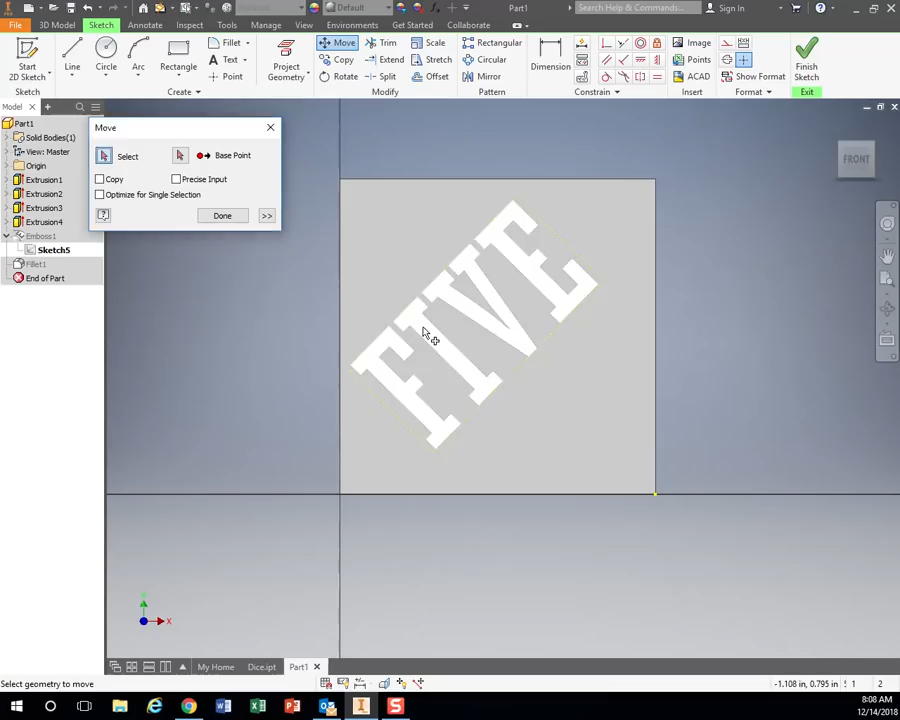 Default
Part1
Search Help & Commands...
Sign In
File
3D Model
Sketch
Annotate
Inspect
Tools
Manage
View
Environments
Get Started
Collaborate
Start
2D Sketch
Line
Circle
Arc
Rectangle
Fillet
Text
Point
Project
Geometry
Move
Copy
Rotate
Trim
Extend
Split
Scale
Stretch
Offset
Rectangular
Circular
Mirror
Dimension
Image
Points
ACAD
Show Format
Finish
Sketch
Sketch
Create
Modify
Pattern
Constrain
Insert
Format
Exit
Model
Part1
Solid Bodies(1)
View: Master
Origin
Extrusion1
Extrusion2
Extrusion3
Extrusion4
Emboss1
Sketch5
Fillet1
End of Part
Move
Select
Base Point
Copy
Precise Input
Optimize for Single Selection
Done
>>
FRONT
FIVE
Y
X
My Home
Dice.ipt
Part1
Select geometry to move
-1.108 in, 0.795 in
1
2
8:08 AM
12/14/2018